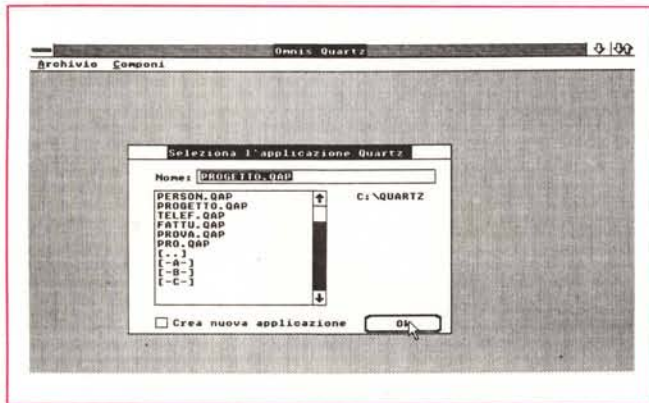 Omnis Quartz
Archivio Componi
Seleziona l'applicazione Quartz
Nome: PROGETTO.QAP
PERSON.QAP
C:\QUARTZ
PROGETTO.QAP
TELEF.QAP
FATTU.QAP
PROVA.QAP
PRO.QAP
[..]
[-A-]
[-B-]
[-C-]
Crea nuova applicazione
Ok